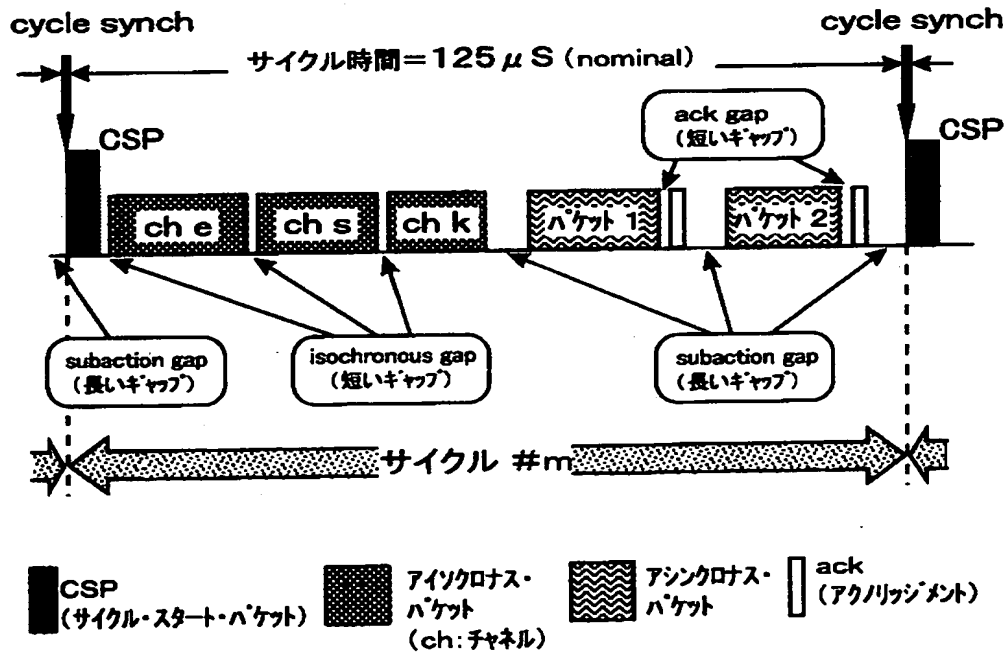 cycle synch
cycle synch
サイクル時間=125μS (nominal)
CSP
CSP
ack gap
(短いギャップ)
ch e
ch s
ch k
パケット 1
パケット 2
subaction gap
(長いギャップ)
isochronous gap
(短いギャップ)
subaction gap
(長いギャップ)
サイクル #m
CSP
(サイクル・スタート・パケット)
アイソクロナス・
パケット
(ch:チャネル)
アシンクロナス・
パケット
ack
(アクノリッジメント)